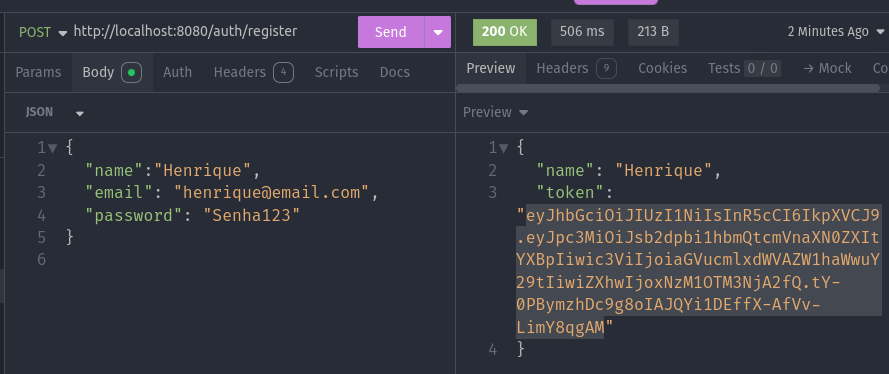 POST http://localhost:8080/auth/register Send 200 OK 506 ms 213 B 2 Minutes Ago
Params Body Auth Headers 4 Scripts Docs Preview Headers 9 Cookies Tests 0 / 0 → Mock Co
JSON Preview
1 {
2 "name":"Henrique",
3 "email": "henrique@email.com",
4 "password": "Senha123"
5 }
6
1 {
2 "name": "Henrique",
3 "token":
"eyJhbGciOiJIUzI1NiIsInR5cCI6IkpXVCJ9
.eyJpc3MiOiJsb2dpbi1hbmQtcmVnaXN0ZXIt
YXBpIiwic3ViIjoiaGVucmlxdWVAZW1haWwuY
29tIiwiZXhwIjoxNzM1OTM3NjA2fQ.tY-
0PBymzhDc9g8oIAJQYi1DEffX-AfVv-
LimY8qgAM"
4 }